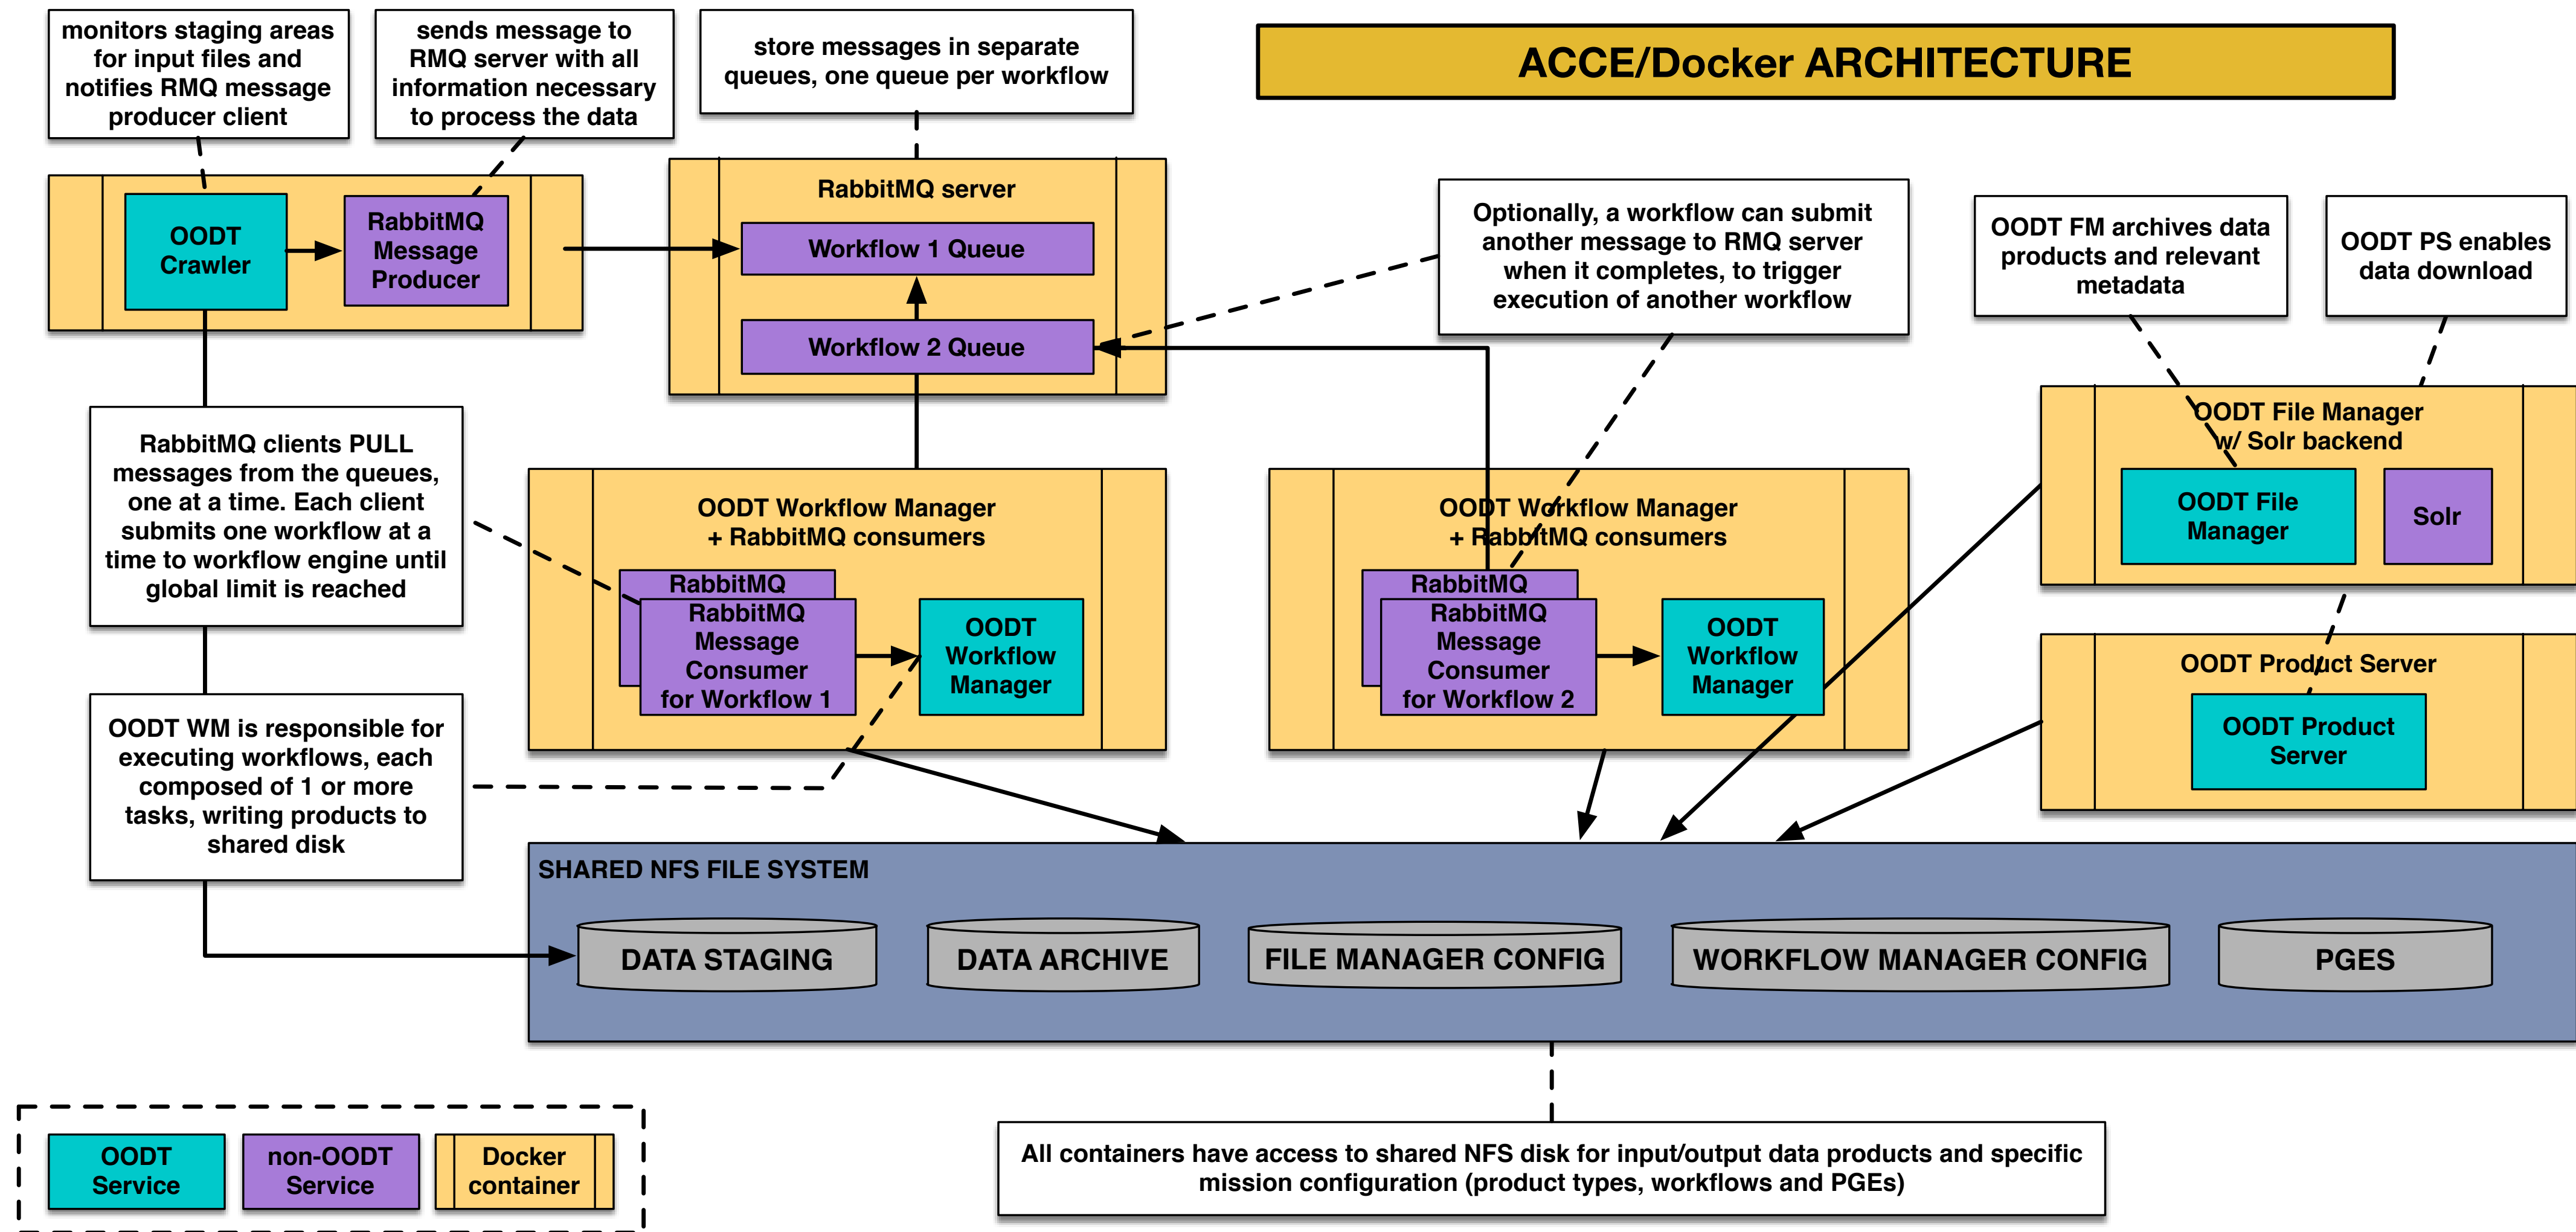 monitors staging areas
for input files and
notifies RMQ message
producer client
sends message to
RMQ server with all
information necessary
to process the data
store messages in separate
queues, one queue per workflow
ACCE/Docker ARCHITECTURE
OODT
Crawler
RabbitMQ
Message
Producer
RabbitMQ server
Workflow 1 Queue
Workflow 2 Queue
Optionally, a workflow can submit
another message to RMQ server
when it completes, to trigger
execution of another workflow
OODT FM archives data
products and relevant
metadata
OODT PS enables
data download
RabbitMQ clients PULL
messages from the queues,
one at a time. Each client
submits one workflow at a
time to workflow engine until
global limit is reached
OODT Workflow Manager
+ RabbitMQ consumers
RabbitMQ
RabbitMQ
Message
Consumer
for Workflow 1
OODT
Workflow
Manager
OODT Workflow Manager
+ RabbitMQ consumers
RabbitMQ
RabbitMQ
Message
Consumer
for Workflow 2
OODT
Workflow
Manager
OODT File Manager
w/ Solr backend
OODT File
Manager
Solr
OODT Product Server
OODT Product
Server
OODT WM is responsible for
executing workflows, each
composed of 1 or more
tasks, writing products to
shared disk
SHARED NFS FILE SYSTEM
DATA STAGING
DATA ARCHIVE
FILE MANAGER CONFIG
WORKFLOW MANAGER CONFIG
PGES
OODT
Service
non-OODT
Service
Docker
container
All containers have access to shared NFS disk for input/output data products and specific
mission configuration (product types, workflows and PGEs)